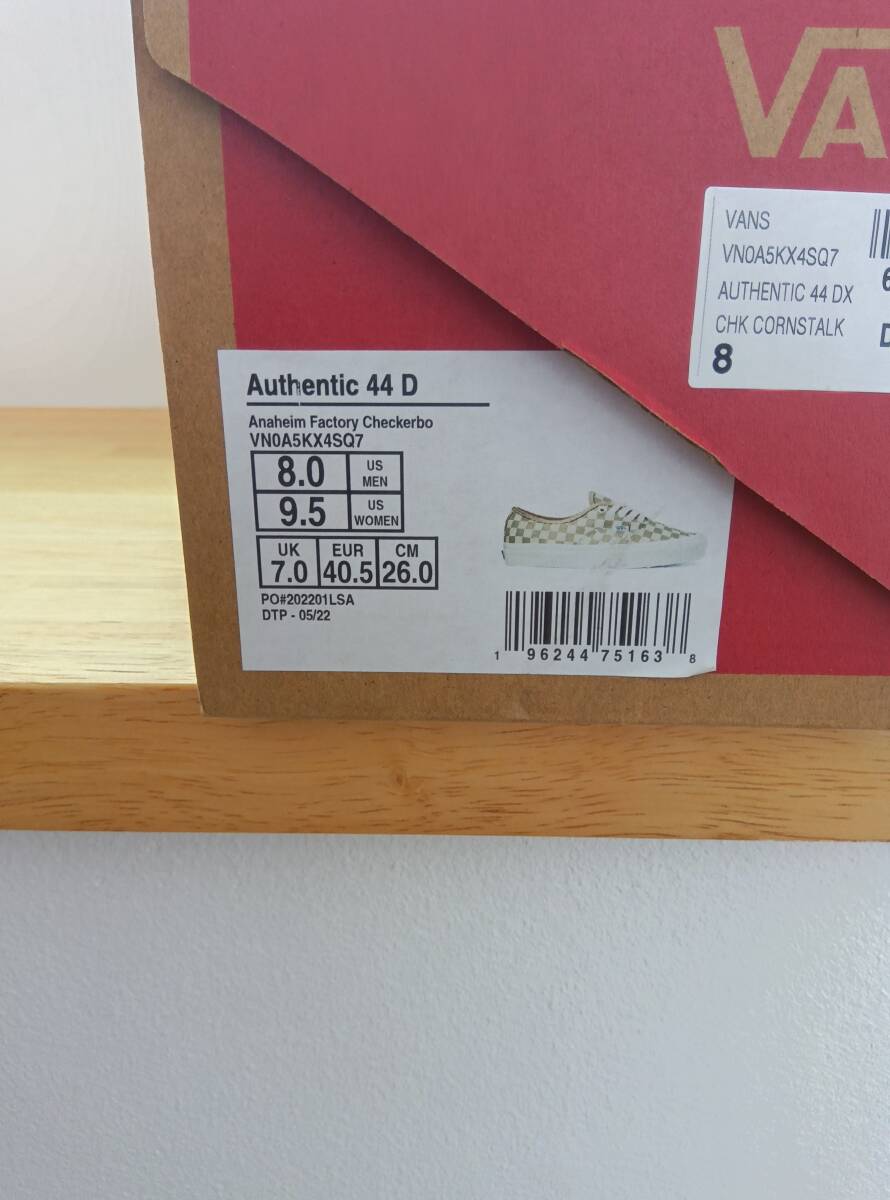 VA
VANS
VN0A5KX4SQ7
AUTHENTIC 44 DX
CHK CORNSTALK
8
6
D
Authentic 44 D
Anaheim Factory Checkerbo
VN0A5KX4SQ7
8.0 US MEN
9.5 US WOMEN
UK EUR CM
7.0 40.5 26.0
PO#202201LSA
DTP - 05/22
1 96244 75163 8